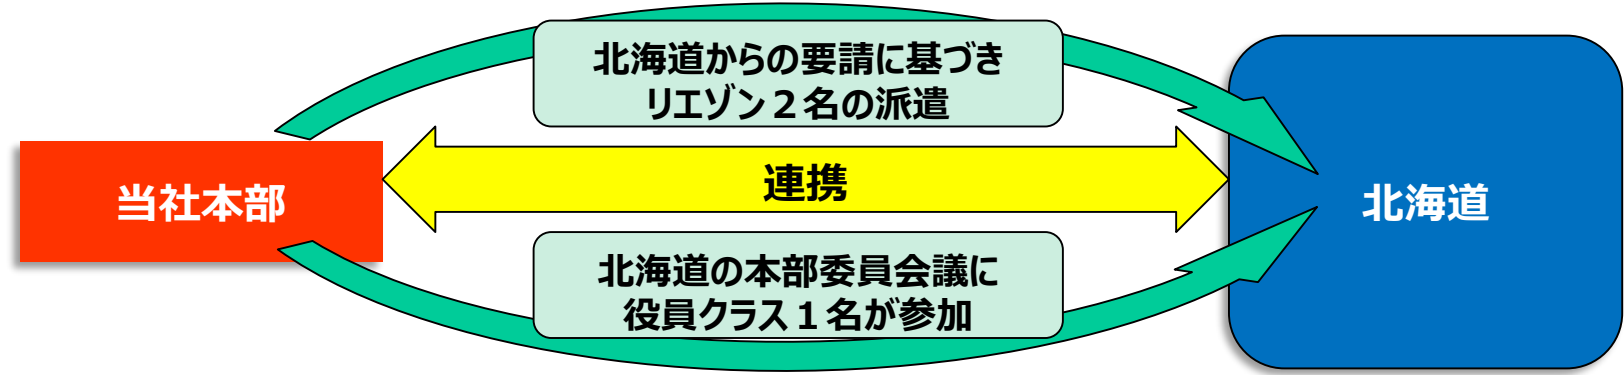 北海道からの要請に基づき
リエゾン２名の派遣
当社本部
連携
北海道
北海道の本部委員会議に
役員クラス１名が参加